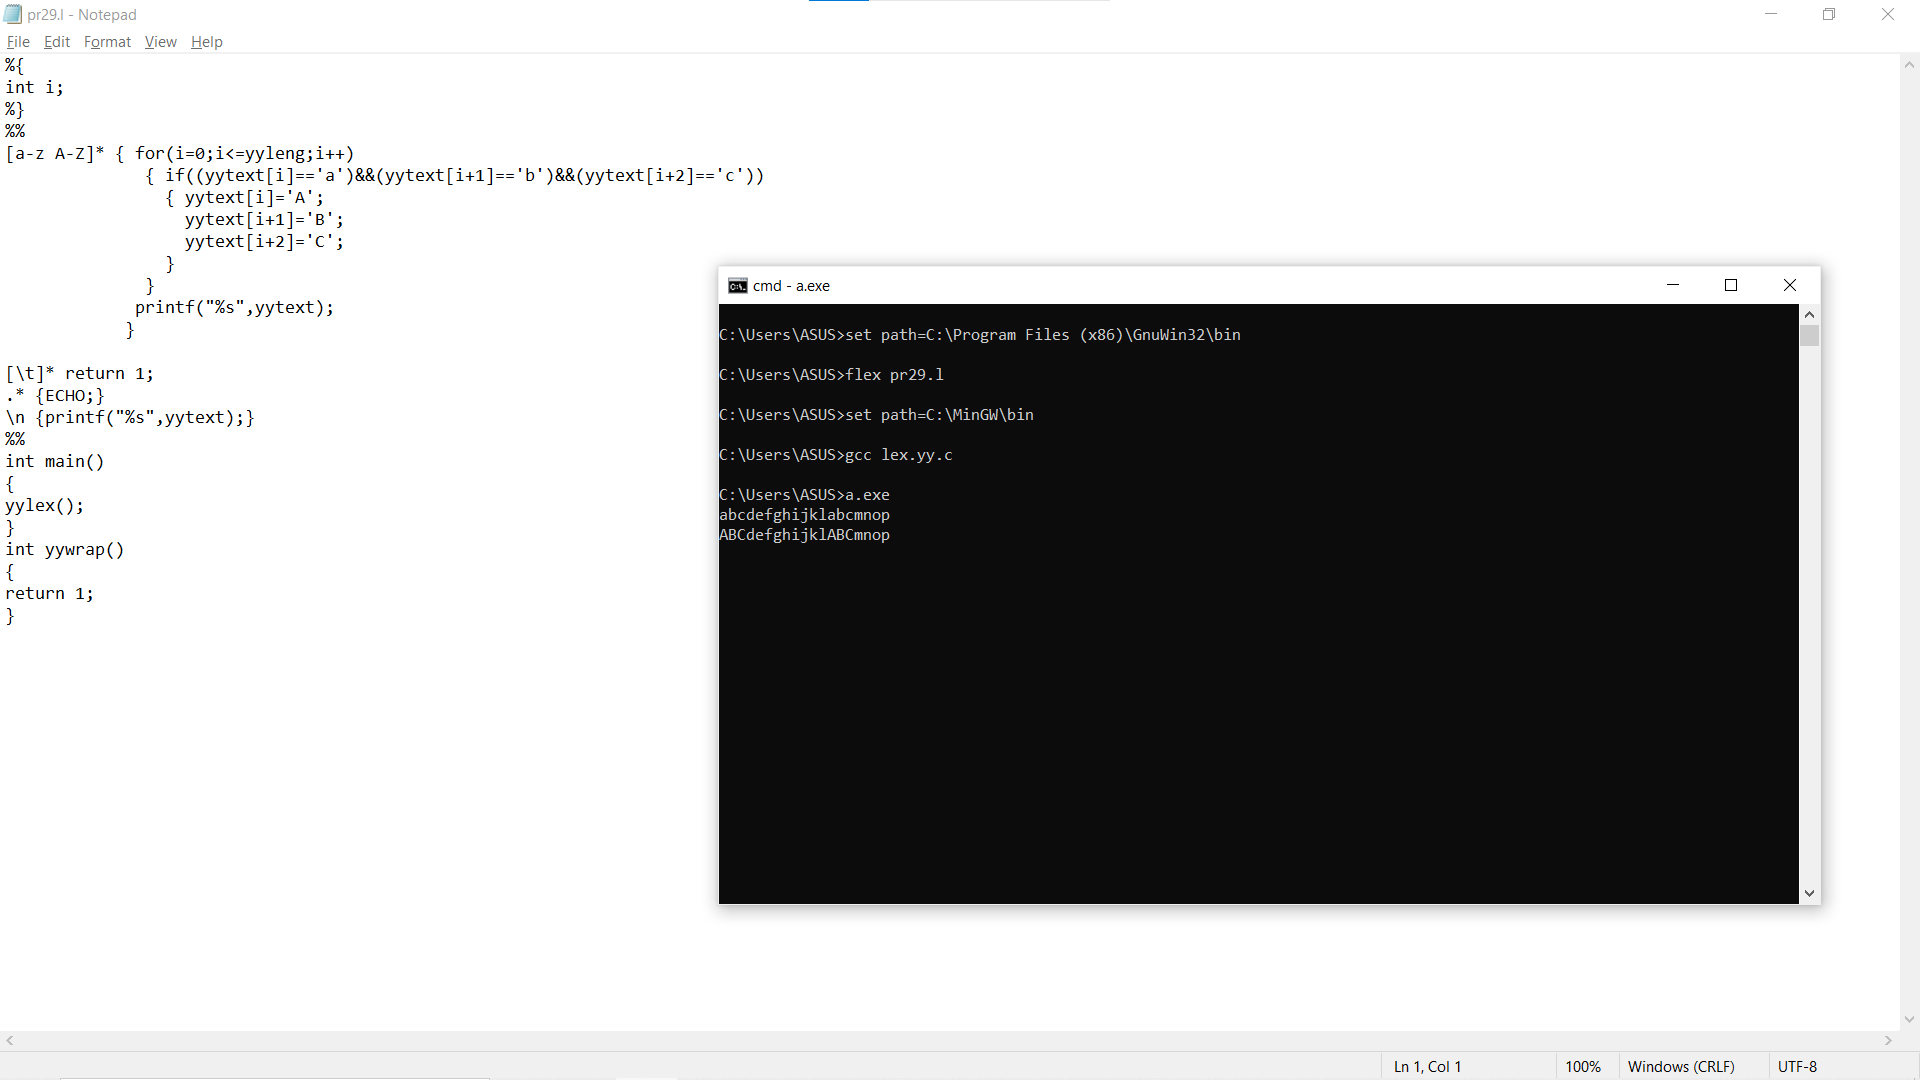 pr29.l - Notepad
File Edit Format View Help
%{
int i;
%}
%%
[a-z A-Z]* { for(i=0;i<=yyleng;i++)
{ if((yytext[i]=='a')&&(yytext[i+1]=='b')&&(yytext[i+2]=='c'))
{ yytext[i]='A';
yytext[i+1]='B';
yytext[i+2]='C';
}
}
printf("%s",yytext);
}
[\t]* return 1;
.* {ECHO;}
\n {printf("%s",yytext);}
%%
int main()
{
yylex();
}
int yywrap()
{
return 1;
}
cmd - a.exe
C:\Users\ASUS>set path=C:\Program Files (x86)\GnuWin32\bin
C:\Users\ASUS>flex pr29.l
C:\Users\ASUS>set path=C:\MinGW\bin
C:\Users\ASUS>gcc lex.yy.c
C:\Users\ASUS>a.exe
abcdefghijklabcmnop
ABCdefghijklABCmnop
Ln 1, Col 1 100% Windows (CRLF) UTF-8